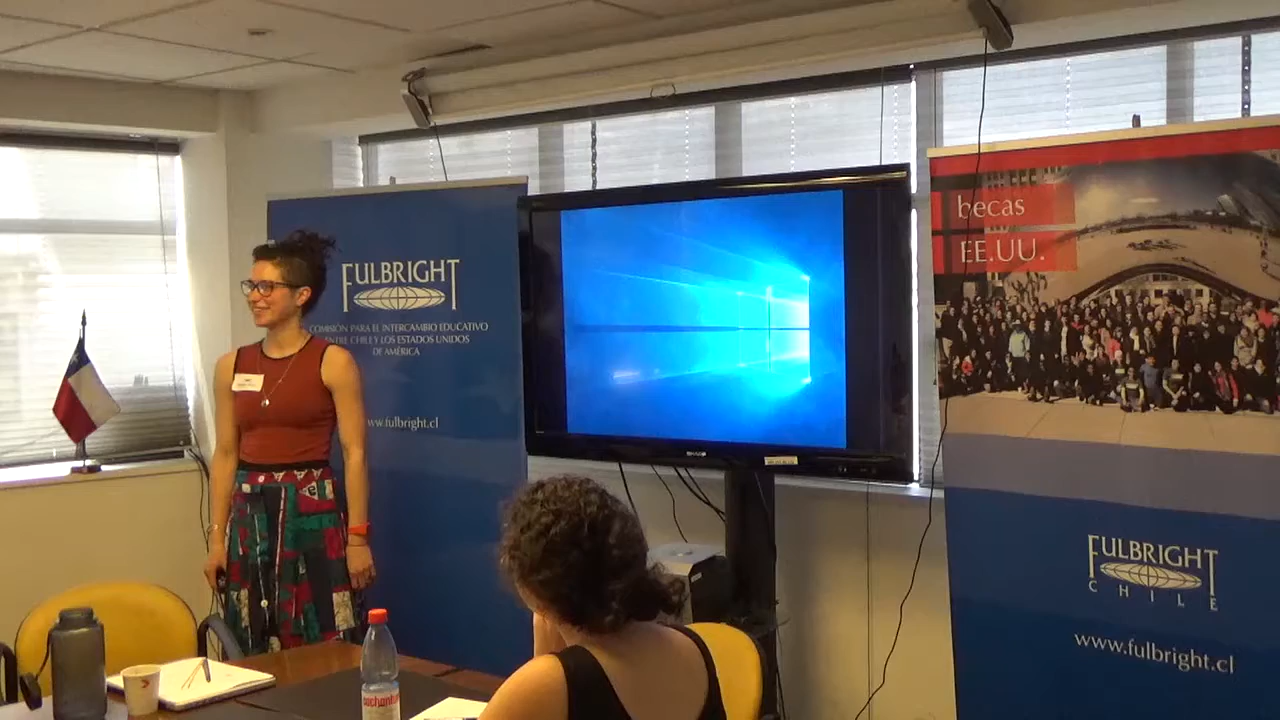 FULBRIGHT
COMISIÓN PARA EL INTERCAMBIO EDUCATIVO
ENTRE CHILE Y LOS ESTADOS UNIDOS
DE AMÉRICA
www.fulbright.cl
SHARP
becas
EE.UU.
FULBRIGHT
CHILE
www.fulbright.cl